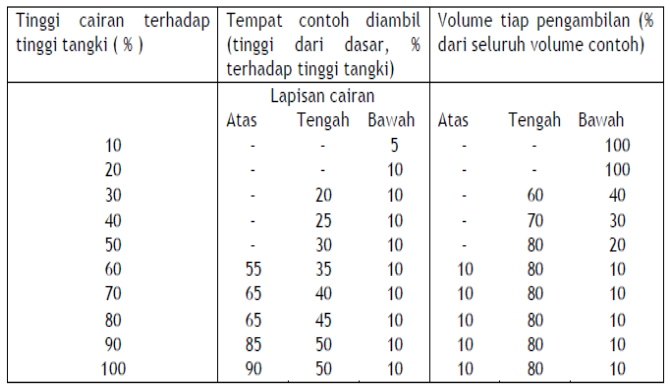 Tinggi cairan terhadap tinggi tangki ( % )
Tempat contoh diambil (tinggi dari dasar, % terhadap tinggi tangki)
Volume tiap pengambilan (% dari seluruh volume contoh)
Lapisan cairan
Atas Tengah Bawah Atas Tengah Bawah
10 - - 5 - - 100
20 - - 10 - - 100
30 - 20 10 - 60 40
40 - 25 10 - 70 30
50 - 30 10 - 80 20
60 55 35 10 10 80 10
70 65 40 10 10 80 10
80 65 45 10 10 80 10
90 85 50 10 10 80 10
100 90 50 10 10 80 10